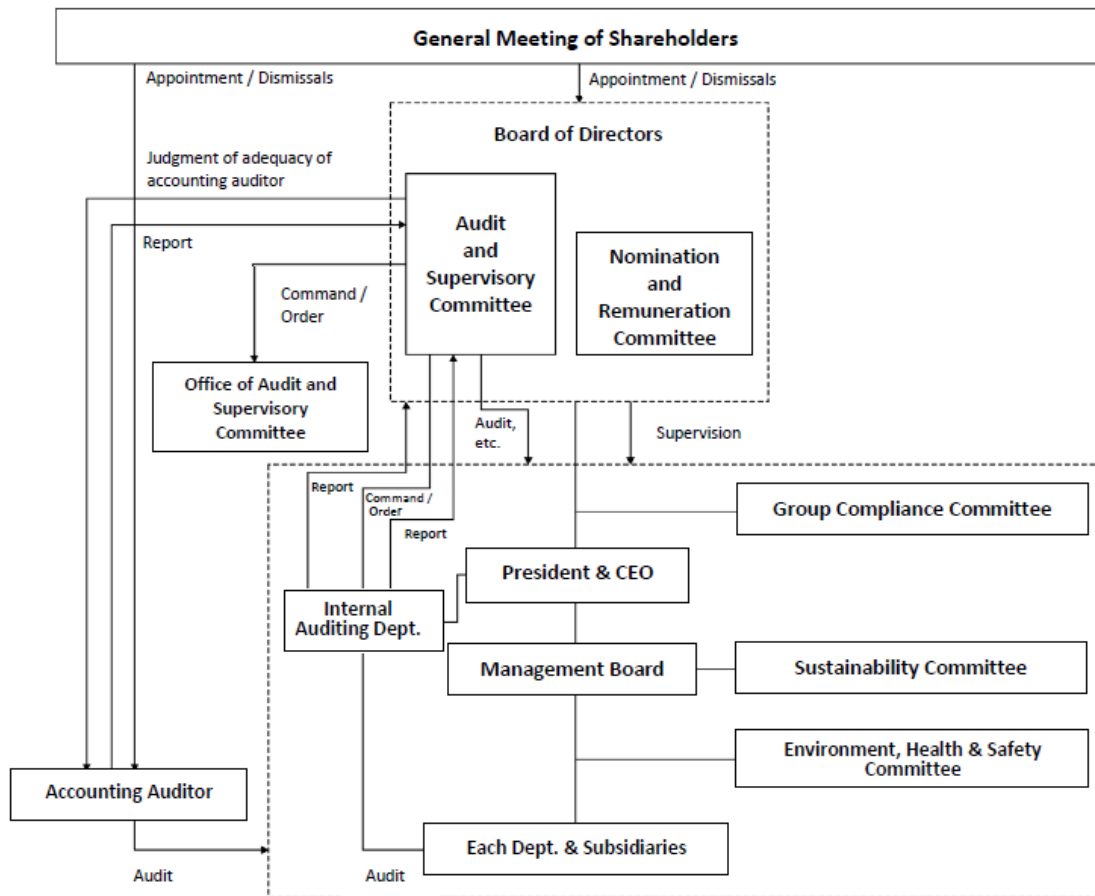 General Meeting of Shareholders
Appointment / Dismissals
Appointment / Dismissals
Board of Directors
Judgment of adequacy of
accounting auditor
Audit
and
Supervisory
Committee
Report
Nomination
and
Remuneration
Committee
Command /
Order
Office of Audit and
Supervisory
Committee
Audit,
etc.
Supervision
Report
Command /
Order
Report
Group Compliance Committee
President & CEO
Internal
Auditing Dept.
Management Board
Sustainability Committee
Environment, Health & Safety
Committee
Accounting Auditor
Each Dept. & Subsidiaries
Audit
Audit